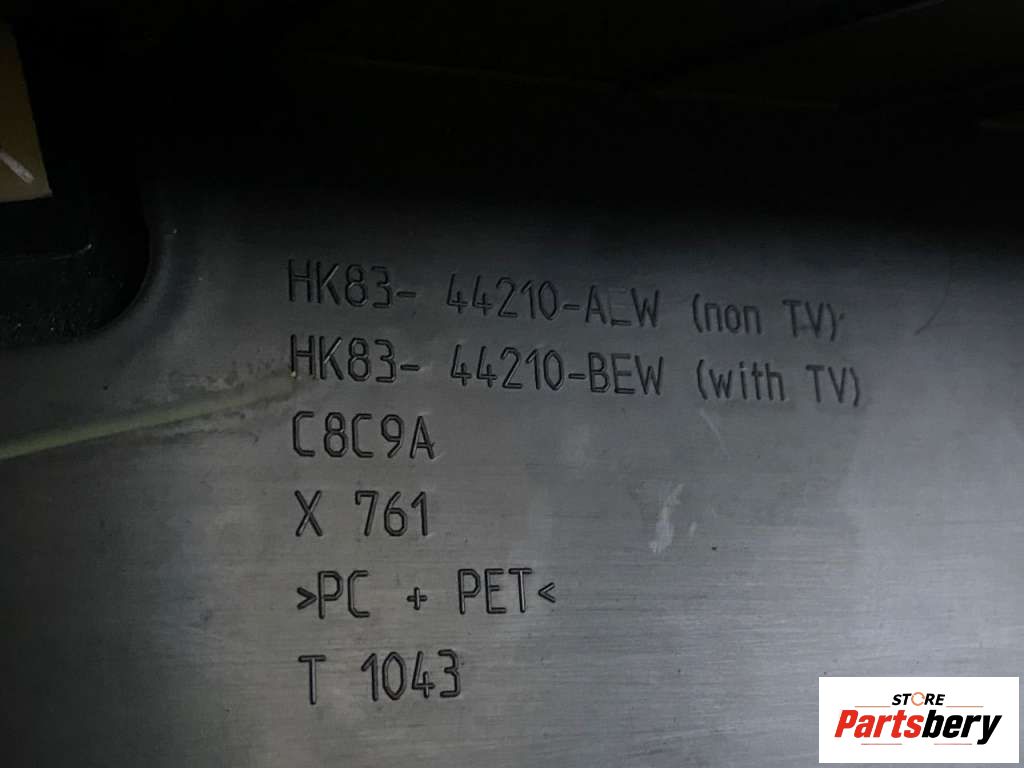 HK83- 44210-AEW (non TV)
HK83- 44210-BEW (with TV)
C8C9A
X 761
>PC + PET<
T 1043
STORE
Partsbery